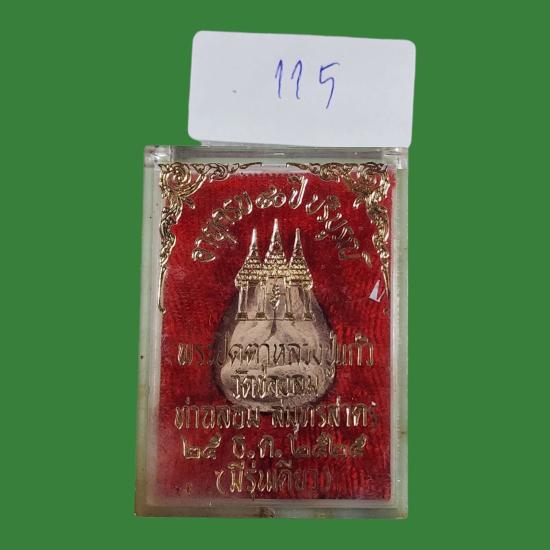 115
อายุครบ ๘๐ ปี บริบูรณ์
พระปิดตาหลวงปู่แก้ว
วัดช่องลม
ท่าฉลอม สมุทรสาคร
๒๕ ธ.ค. ๒๕๒๕
(มีรุ่นเดียว)